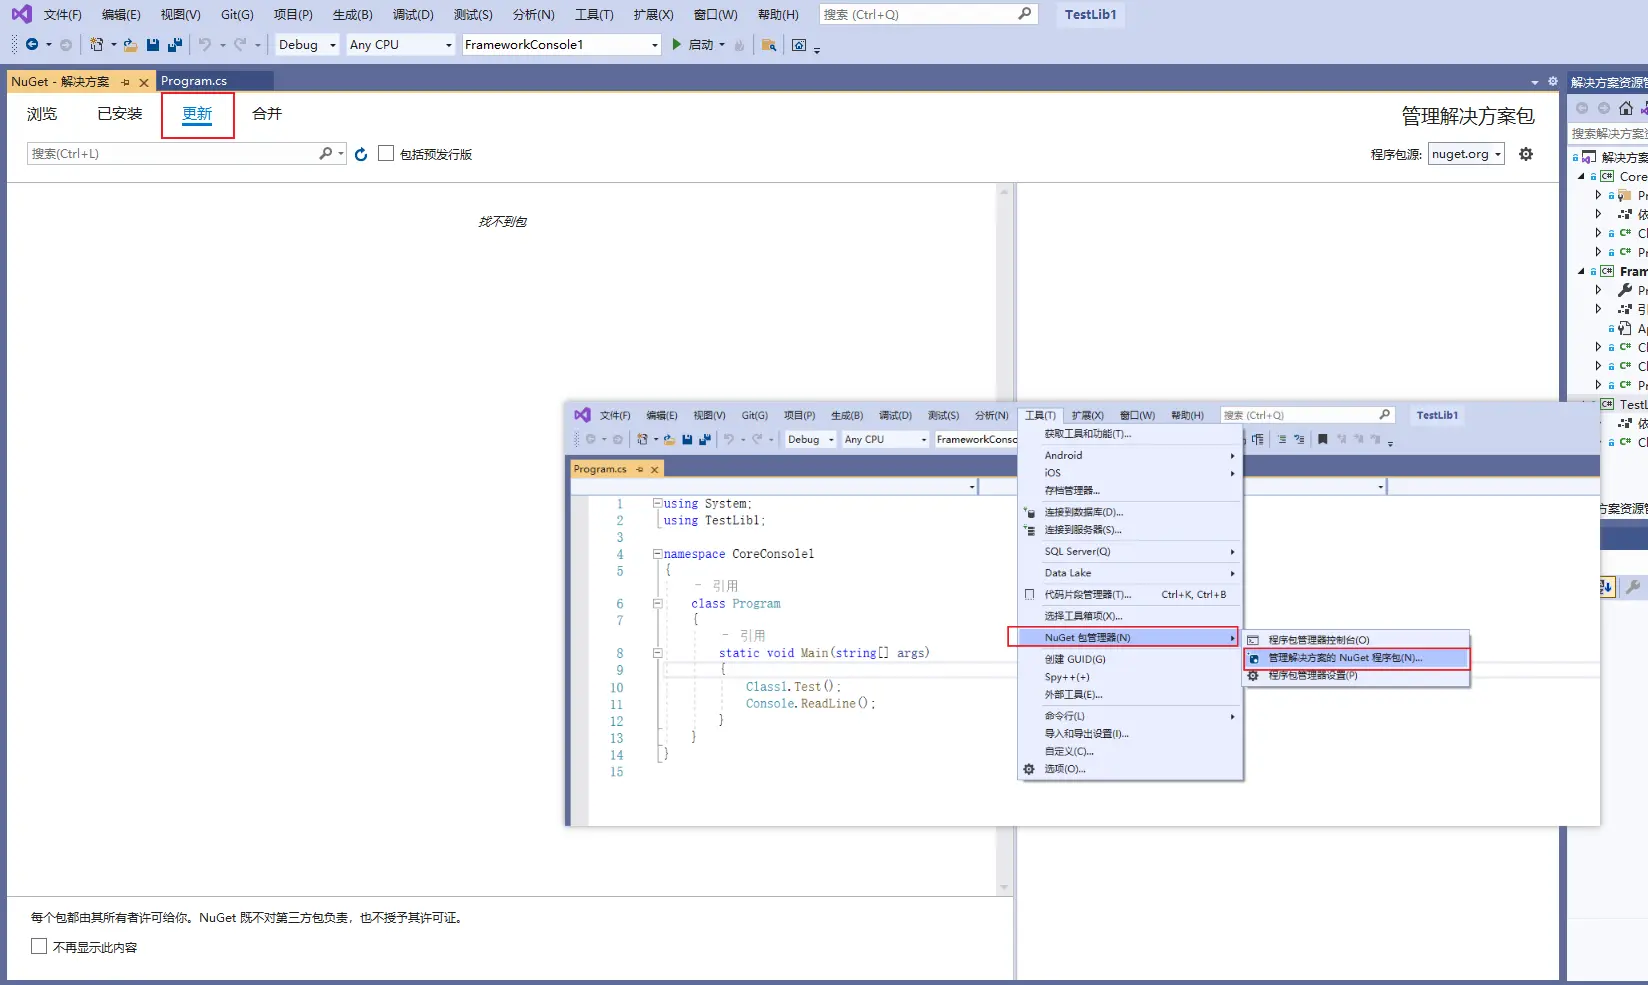 文件(F) 编辑(E) 视图(V) Git(G) 项目(P) 生成(B) 调试(D) 测试(S) 分析(N) 工具(T) 扩展(X) 窗口(W) 帮助(H) 搜索 (Ctrl+Q) TestLib1
Debug Any CPU FrameworkConsole1 启动
NuGet - 解决方案 Program.cs
解决方案资源管
浏览 已安装 更新 合并 管理解决方案包
搜索(Ctrl+L) 包括预发行版 程序包源: nuget.org
搜索解决方案资
解决方案
Core
Pr
依
Cl
Pr
Fram
Pr
引
Ap
Cl
Cl
Pr
TestL
依
Cl
方案资源管
找不到包
文件(F) 编辑(E) 视图(V) Git(G) 项目(P) 生成(B) 调试(D) 测试(S) 分析(N) 工具(T) 扩展(X) 窗口(W) 帮助(H) 搜索 (Ctrl+Q) TestLib1
Debug Any CPU FrameworkConso
Program.cs
1 using System;
2 using TestLib1;
3
4 namespace CoreConsole1
5 {
- 引用
6 class Program
7 {
- 引用
8 static void Main(string[] args)
9 {
10 Class1.Test();
11 Console.ReadLine();
12 }
13 }
14 }
15
获取工具和功能(T)...
Android
iOS
存档管理器...
连接到数据库(D)...
连接到服务器(S)...
SQL Server(Q)
Data Lake
代码片段管理器(T)... Ctrl+K, Ctrl+B
选择工具箱项(X)...
NuGet 包管理器(N)
创建 GUID(G)
Spy++(+)
外部工具(E)...
命令行(L)
导入和导出设置(I)...
自定义(C)...
选项(O)...
程序包管理器控制台(O)
管理解决方案的 NuGet 程序包(N)...
程序包管理器设置(P)
每个包都由其所有者许可给你。NuGet 既不对第三方包负责，也不授予其许可证。
不再显示此内容